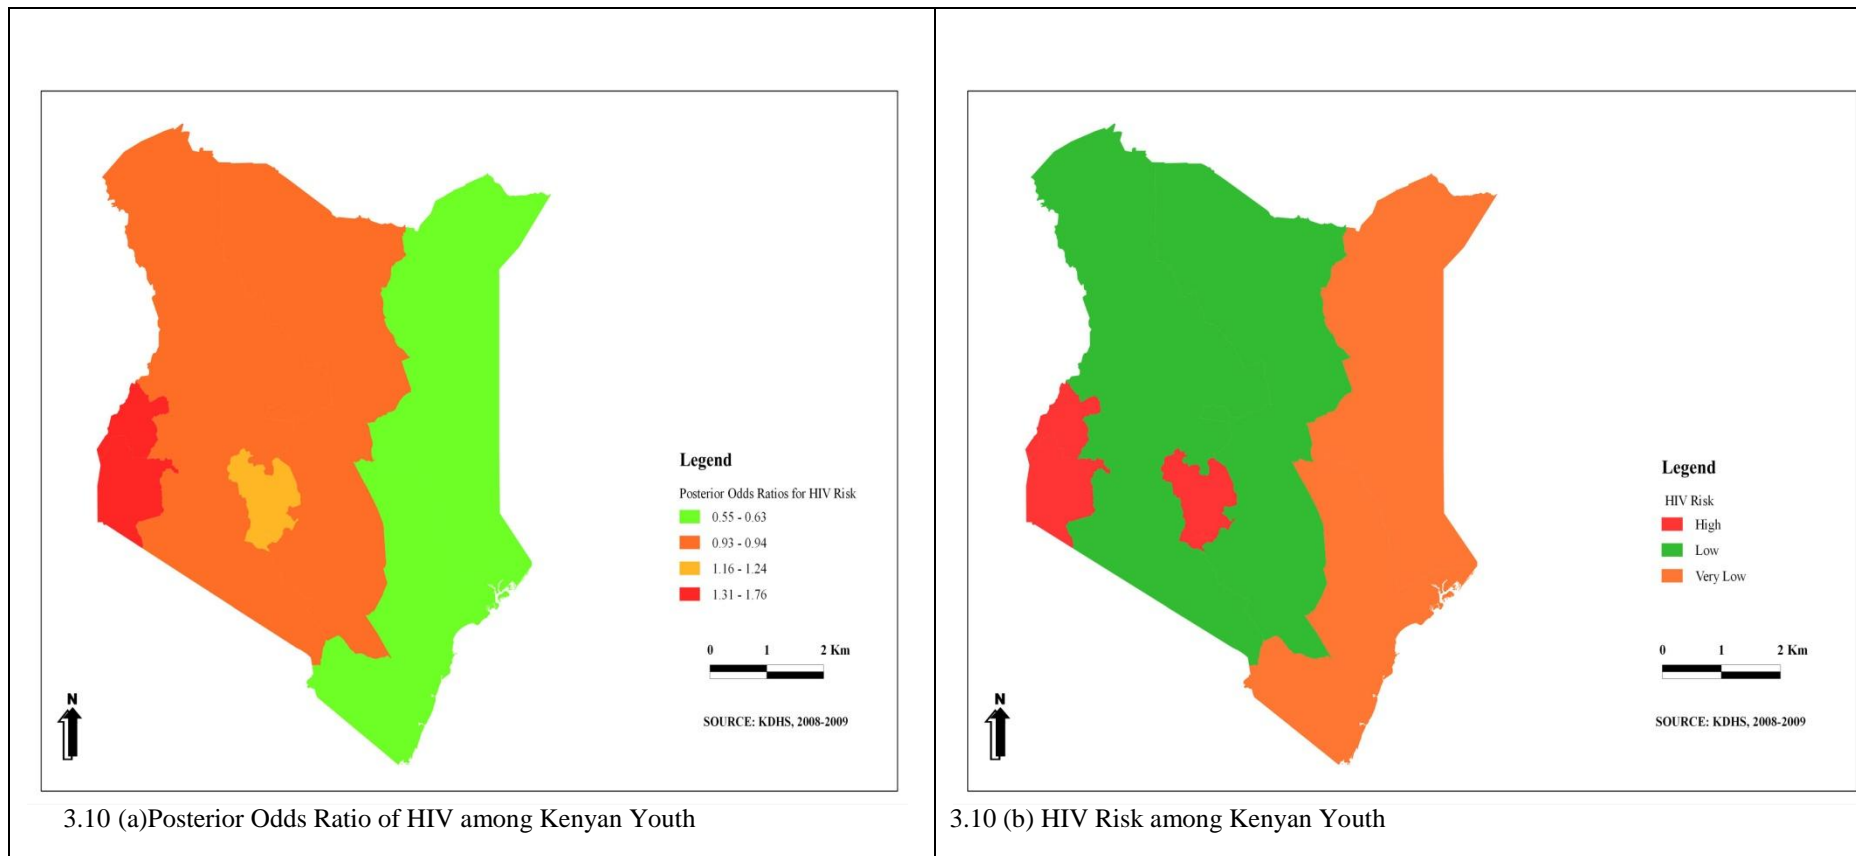 Legend
Posterior Odds Ratios for HIV Risk
0.55 - 0.63
0.93 - 0.94
1.16 - 1.24
1.31 - 1.76
0 1 2 Km
N
SOURCE: KDHS, 2008-2009
3.10 (a)Posterior Odds Ratio of HIV among Kenyan Youth
Legend
HIV Risk
High
Low
Very Low
0 1 2 Km
N
SOURCE: KDHS, 2008-2009
3.10 (b) HIV Risk among Kenyan Youth